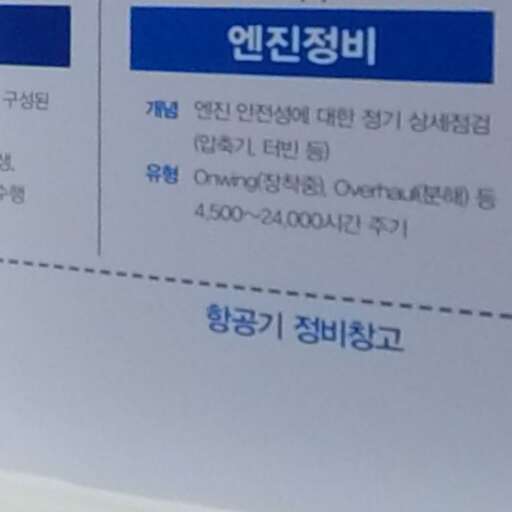 엔진정비
구성된
개념 엔진 안전성에 대한 정기 상세점검
(압축기, 터빈 등)
유형 Onwing(장착중), Overhaul(분해) 등
수행
4,500~24,000시간 주기
항공기 정비창고